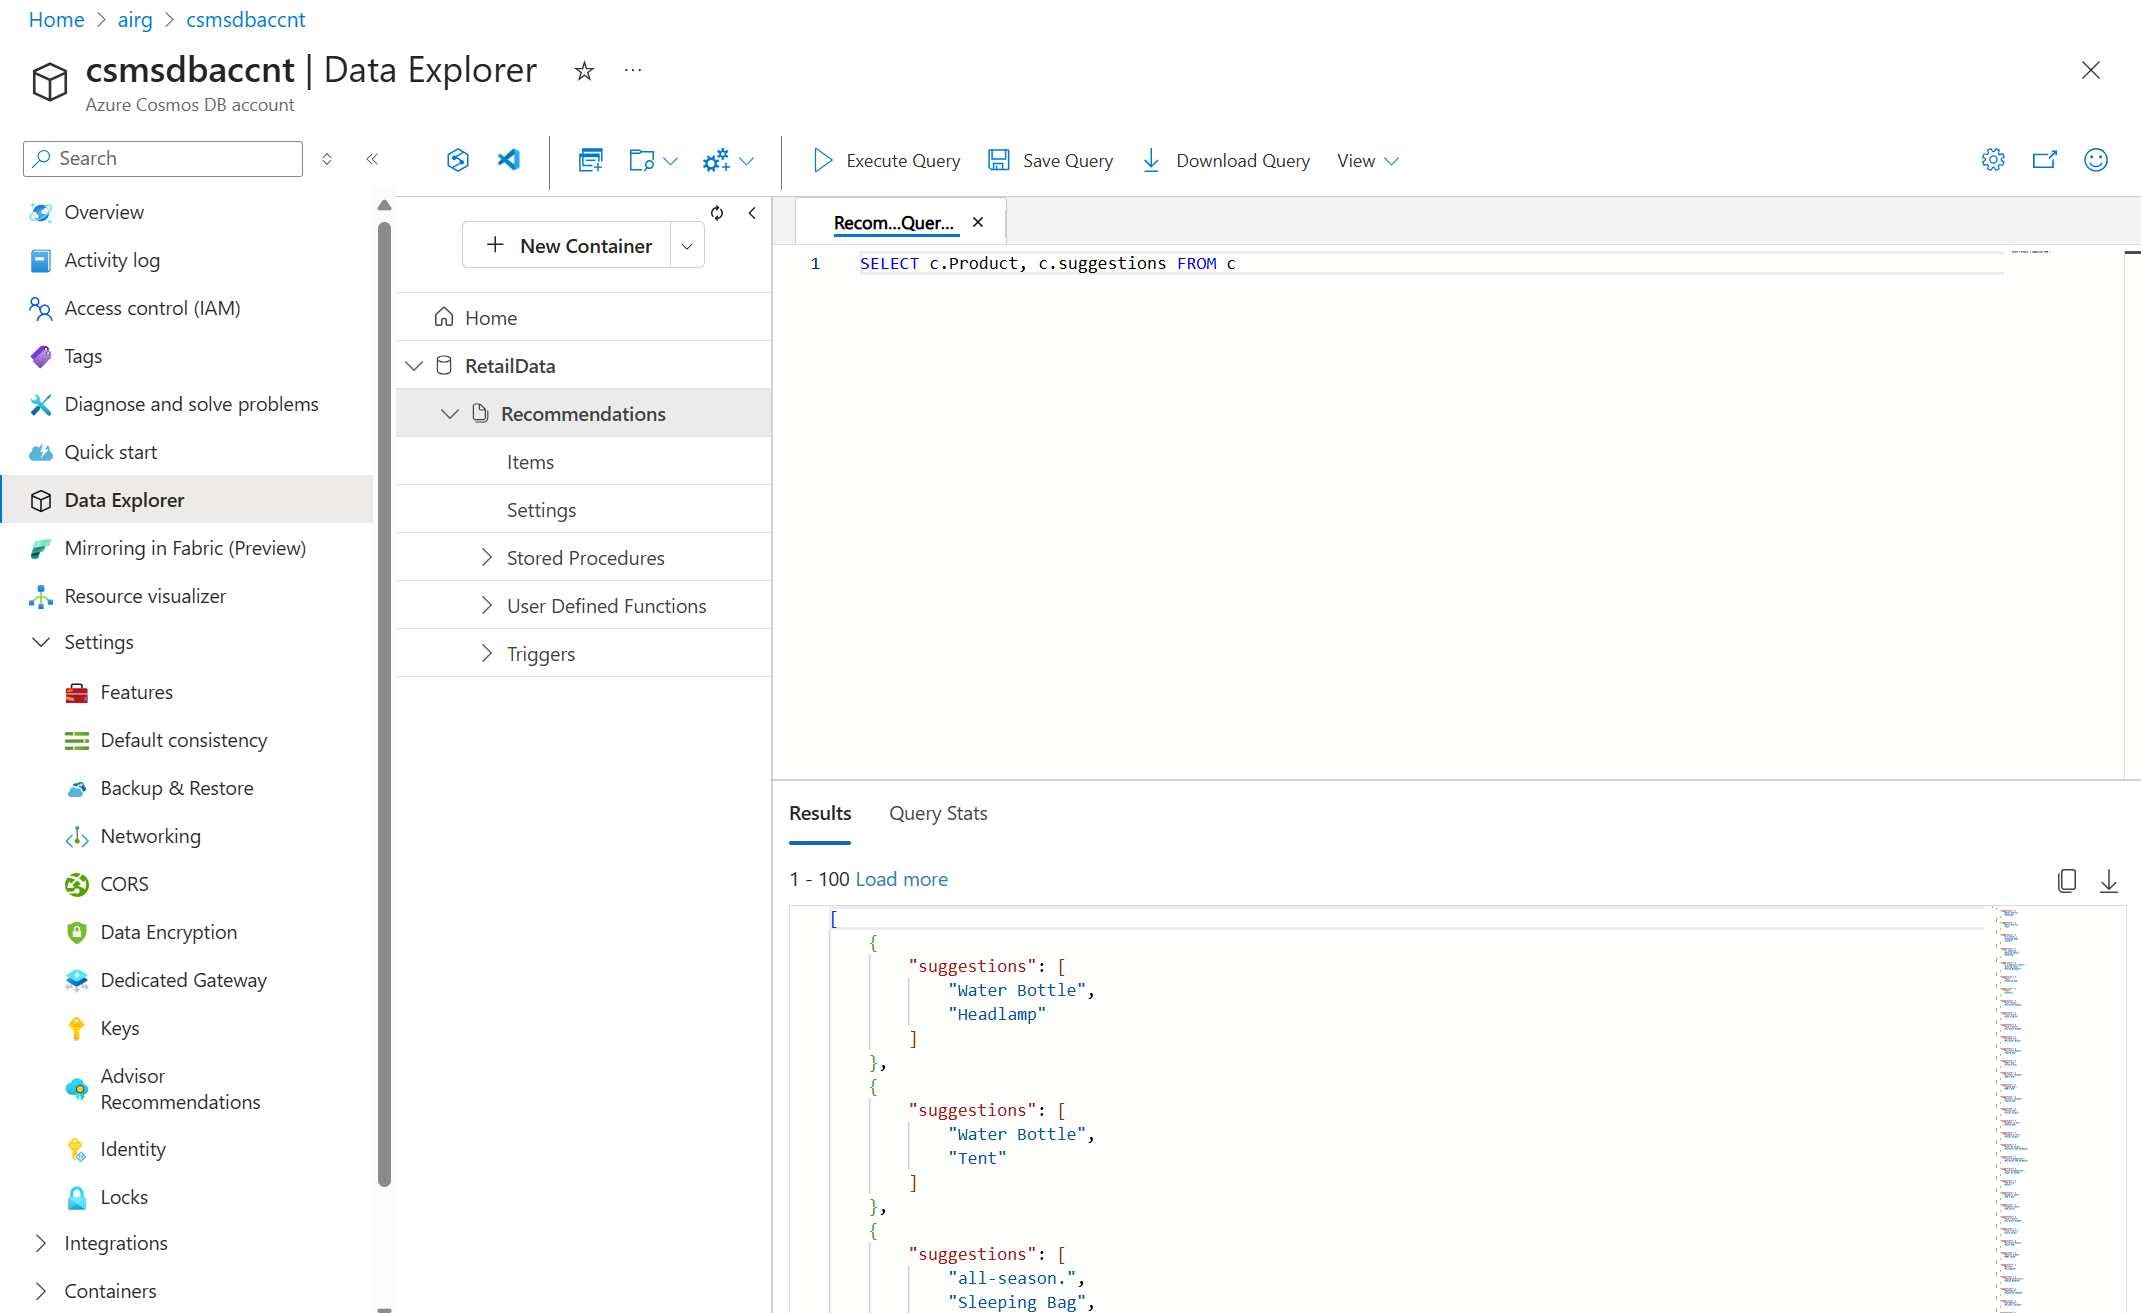 Home > airg > csmsdbaccnt
csmsdbaccnt | Data Explorer
Azure Cosmos DB account
Search
Overview
Activity log
Access control (IAM)
Tags
Diagnose and solve problems
Quick start
Data Explorer
Mirroring in Fabric (Preview)
Resource visualizer
Settings
Features
Default consistency
Backup & Restore
Networking
CORS
Data Encryption
Dedicated Gateway
Keys
Advisor
Recommendations
Identity
Locks
Integrations
Containers
Execute Query
Save Query
Download Query
View
+ New Container
Home
RetailData
Recommendations
Items
Settings
Stored Procedures
User Defined Functions
Triggers
Recom...Quer...
1 SELECT c.Product, c.suggestions FROM c
Results
Query Stats
1 - 100 Load more
[
{
"suggestions": [
"Water Bottle",
"Headlamp"
]
},
{
"suggestions": [
"Water Bottle",
"Tent"
]
},
{
"suggestions": [
"all-season.",
"Sleeping Bag",